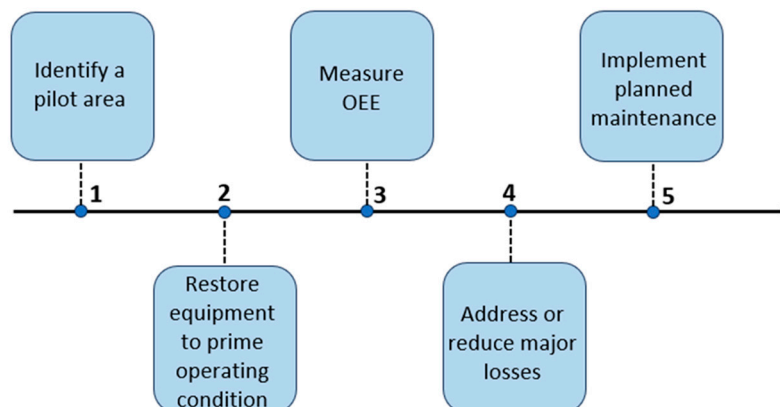 Identify a
pilot area
Measure
OEE
Implement
planned
maintenance
1
2
3
4
5
Restore
equipment
to prime
operating
condition
Address or
reduce major
losses